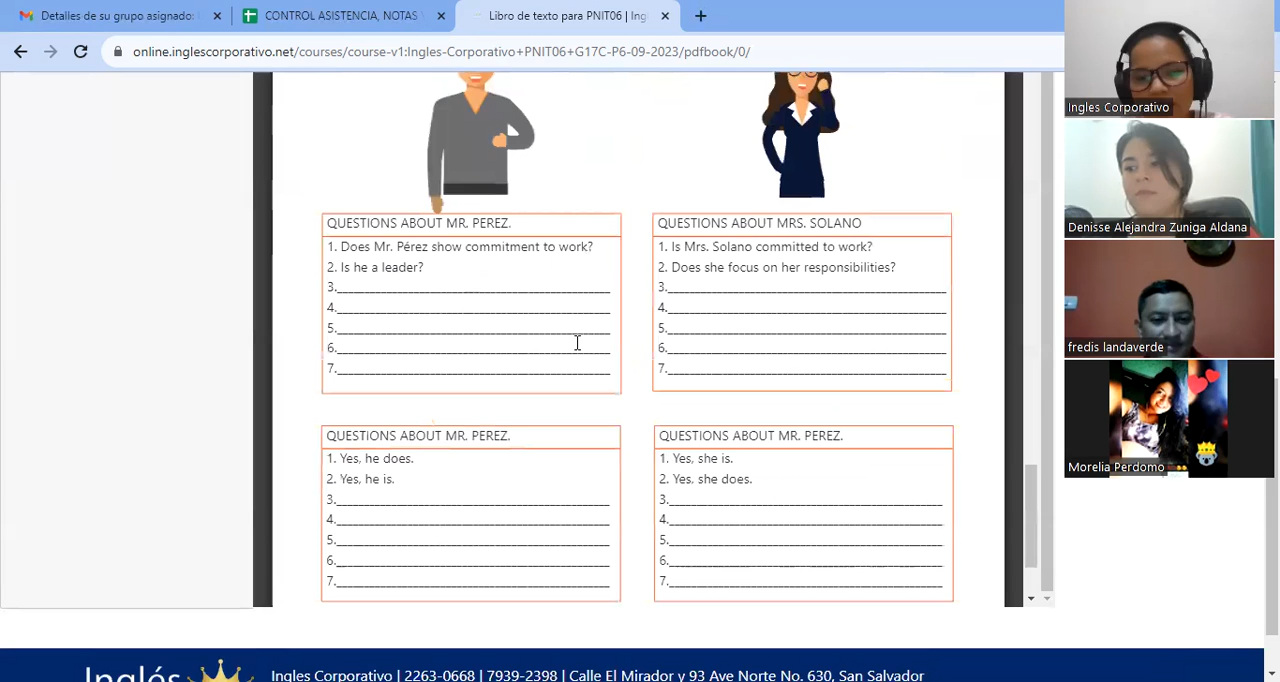 Detalles de su grupo asignado:
CONTROL ASISTENCIA, NOTAS
Libro de texto para PNIT06 | Ing
online.inglescorporativo.net/courses/course-v1:Ingles-Corporativo+PNIT06+G17C-P6-09-2023/pdfbook/0/
Ingles Corporativo
Denisse Alejandra Zuniga Aldana
fredis landaverde
Morelia Perdomo
QUESTIONS ABOUT MR. PEREZ.
1. Does Mr. Pérez show commitment to work?
2. Is he a leader?
3.
4.
5.
6.
7.
QUESTIONS ABOUT MRS. SOLANO
1. Is Mrs. Solano committed to work?
2. Does she focus on her responsibilities?
3.
4.
5.
6.
7.
QUESTIONS ABOUT MR. PEREZ.
1. Yes, he does.
2. Yes, he is.
3.
4.
5.
6.
7.
QUESTIONS ABOUT MR. PEREZ.
1. Yes, she is.
2. Yes, she does.
3.
4.
5.
6.
7.
Inglés
Ingles Corporativo | 2263-0668 | 7939-2398 | Calle El Mirador y 93 Ave Norte No. 630, San Salvador